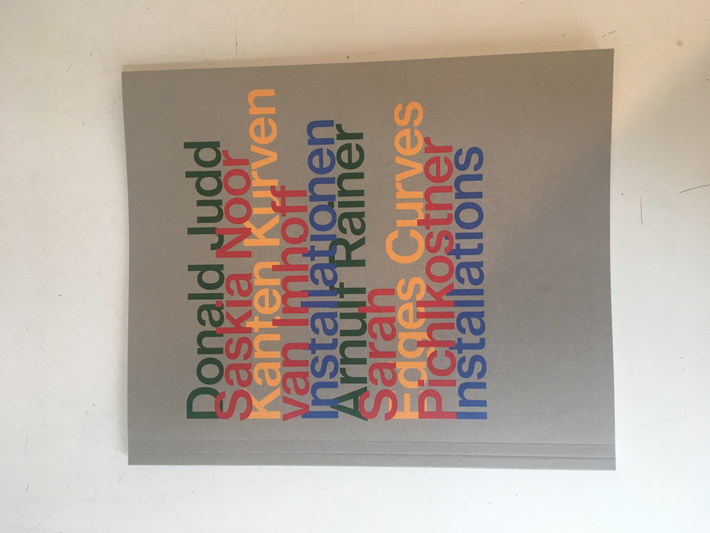 Donald Judd
Saskia Noor
Kanten Kurven
van Imhoff
Installationen
Arnulf Rainer
Sarah
Edges Curves
Pichlkostner
Installations